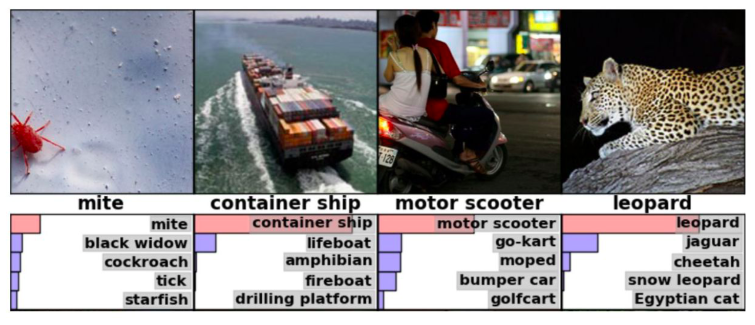 mite
container ship
motor scooter
leopard
mite
black widow
cockroach
tick
starfish
container ship
lifeboat
amphibian
fireboat
drilling platform
motor scooter
go-kart
moped
bumper car
golfcart
leopard
jaguar
cheetah
snow leopard
Egyptian cat